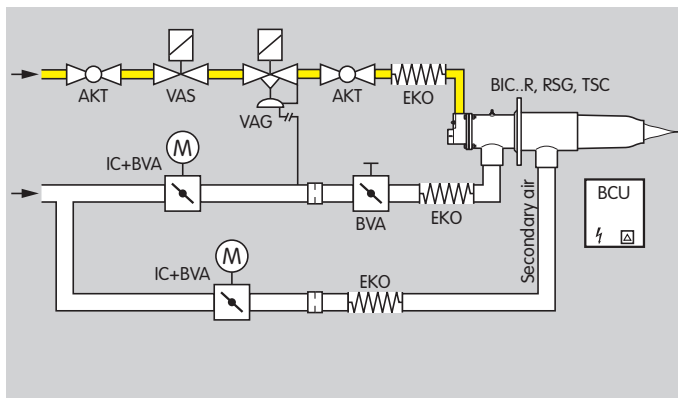 AKT
VAS
VAG
AKT
EKO
BIC..R, RSG, TSC
M
IC+BVA
BVA
EKO
Secondary air
BCU
M
IC+BVA
EKO